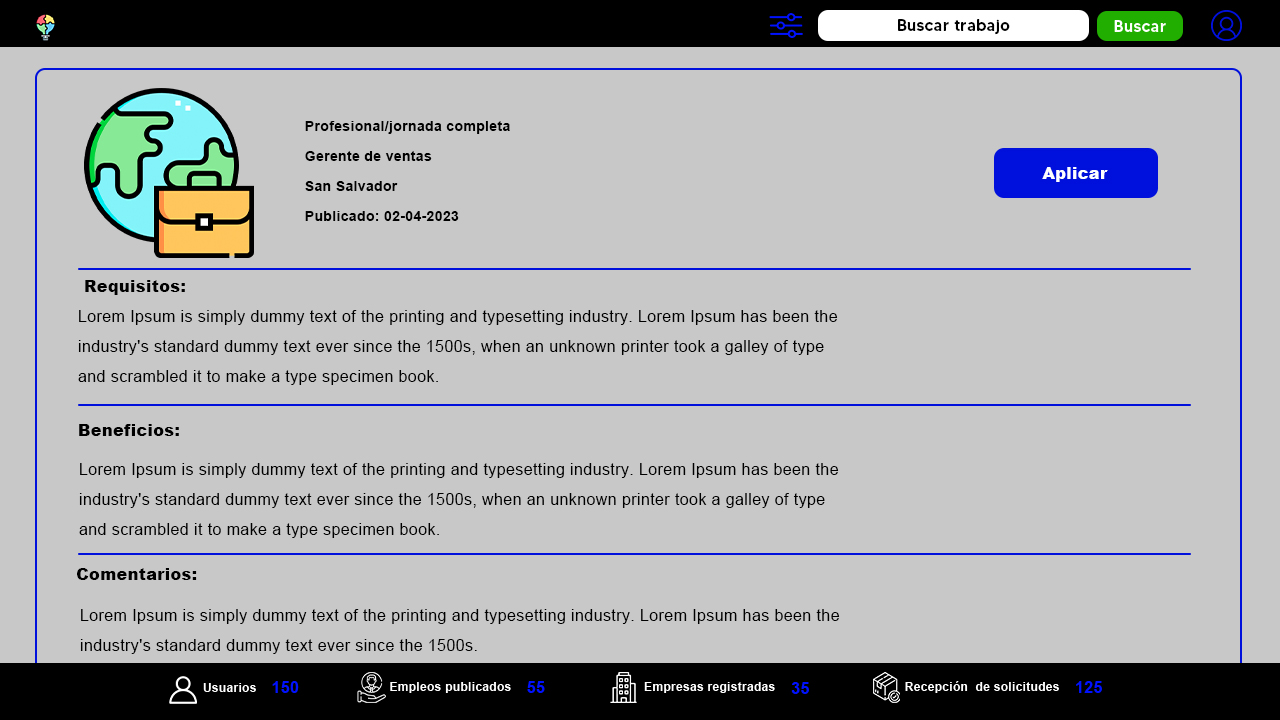 Buscar trabajo
Buscar
Profesional/jornada completa
Gerente de ventas
San Salvador
Publicado: 02-04-2023
Aplicar
Requisitos:
Lorem Ipsum is simply dummy text of the printing and typesetting industry. Lorem Ipsum has been the
industry's standard dummy text ever since the 1500s, when an unknown printer took a galley of type
and scrambled it to make a type specimen book.
Beneficios:
Lorem Ipsum is simply dummy text of the printing and typesetting industry. Lorem Ipsum has been the
industry's standard dummy text ever since the 1500s, when an unknown printer took a galley of type
and scrambled it to make a type specimen book.
Comentarios:
Lorem Ipsum is simply dummy text of the printing and typesetting industry. Lorem Ipsum has been the
industry's standard dummy text ever since the 1500s.
Usuarios 150 Empleos publicados 55 Empresas registradas 35 Recepción de solicitudes 125